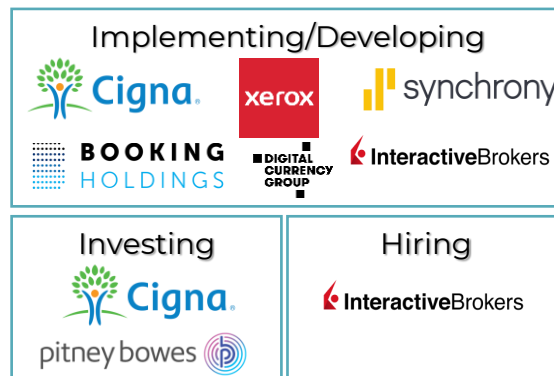 Implementing/Developing
Cigna.
xerox
synchrony
BOOKING
HOLDINGS
DIGITAL
CURRENCY
GROUP
InteractiveBrokers
Investing
Cigna.
pitney bowes
Hiring
InteractiveBrokers